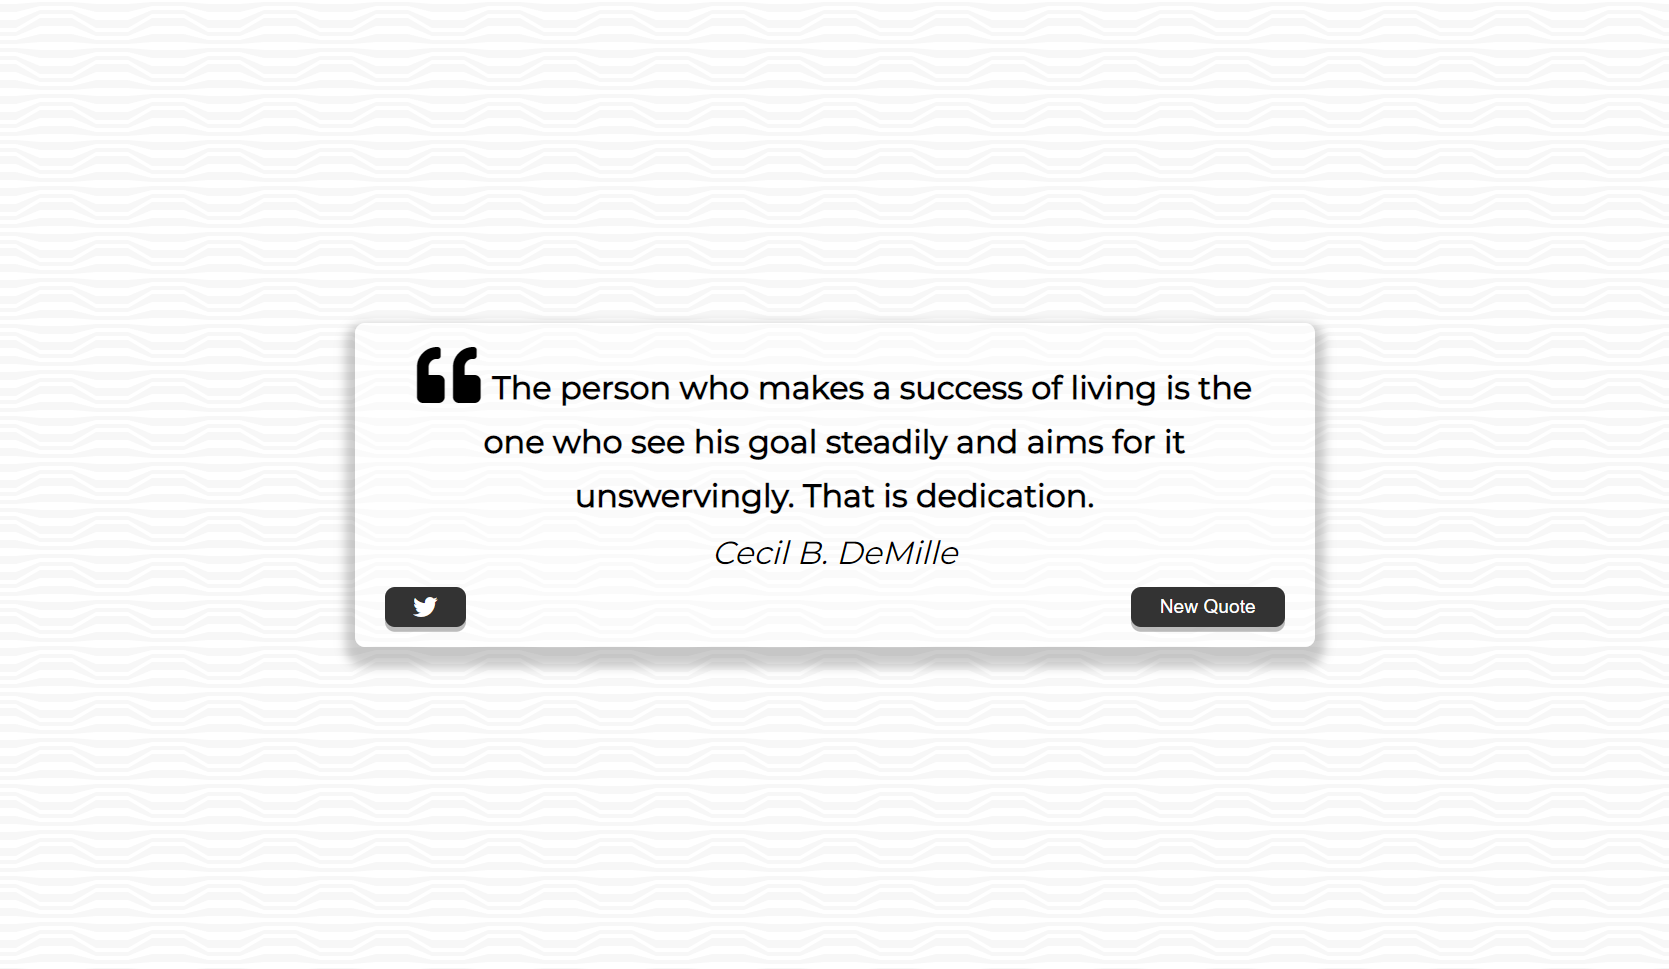 “ The person who makes a success of living is the
one who see his goal steadily and aims for it
unswervingly. That is dedication.
Cecil B. DeMille
New Quote